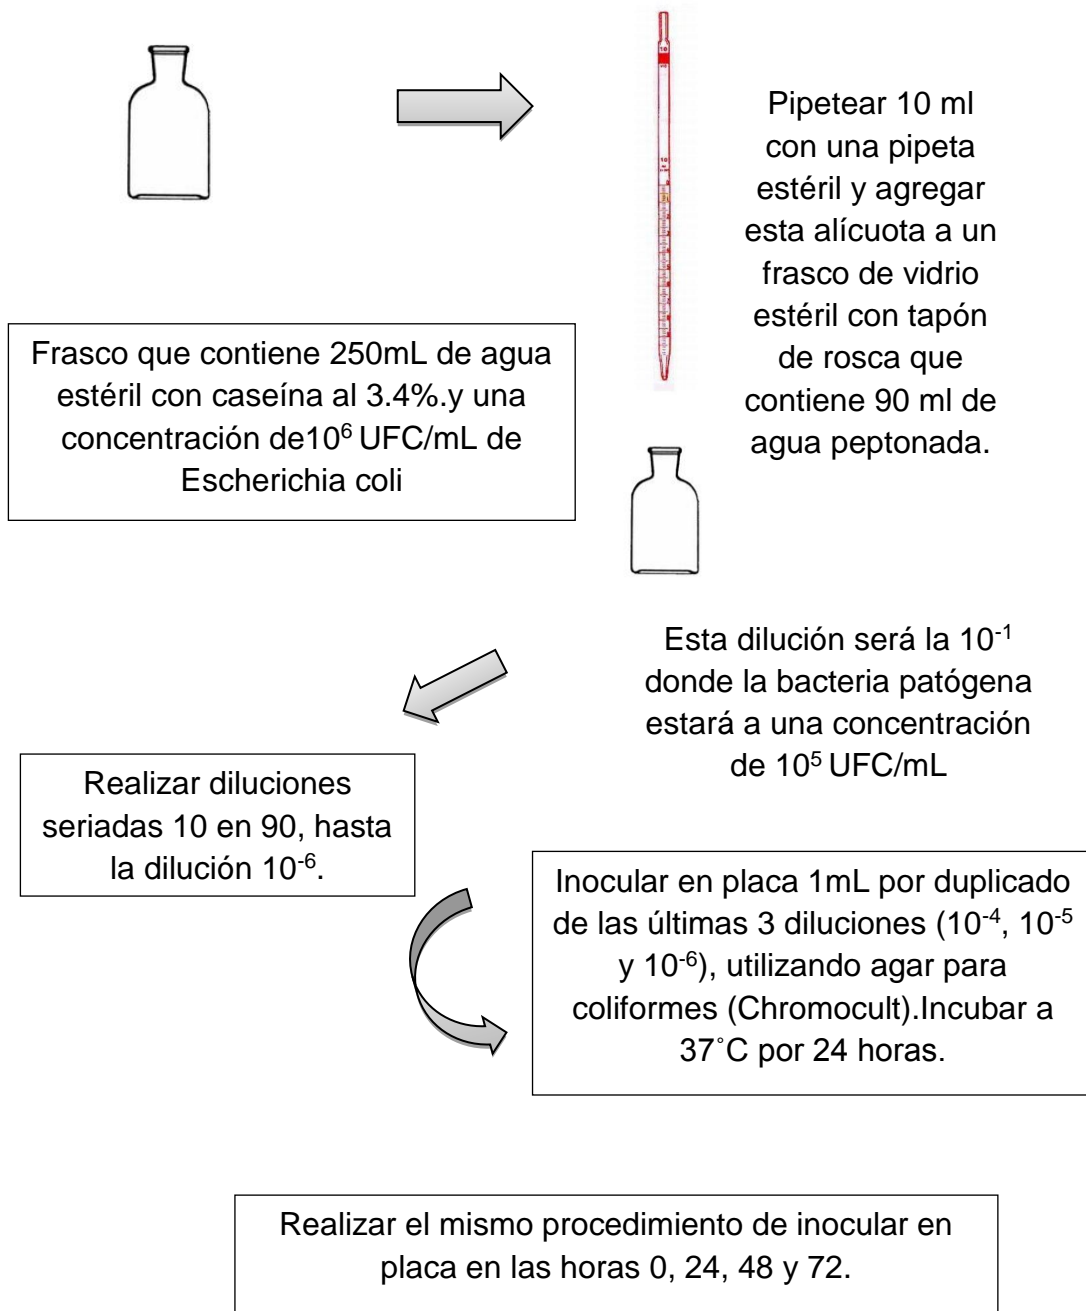 Pipetear 10 ml
con una pipeta
estéril y agregar
esta alícuota a un
frasco de vidrio
estéril con tapón
de rosca que
contiene 90 ml de
agua peptonada.
Frasco que contiene 250mL de agua
estéril con caseína al 3.4%.y una
concentración de10⁶ UFC/mL de
Escherichia coli
Esta dilución será la 10⁻¹
donde la bacteria patógena
estará a una concentración
de 10⁵ UFC/mL
Realizar diluciones
seriadas 10 en 90, hasta
la dilución 10⁻⁶.
Inocular en placa 1mL por duplicado
de las últimas 3 diluciones (10⁻⁴, 10⁻⁵
y 10⁻⁶), utilizando agar para
coliformes (Chromocult).Incubar a
37˚C por 24 horas.
Realizar el mismo procedimiento de inocular en
placa en las horas 0, 24, 48 y 72.